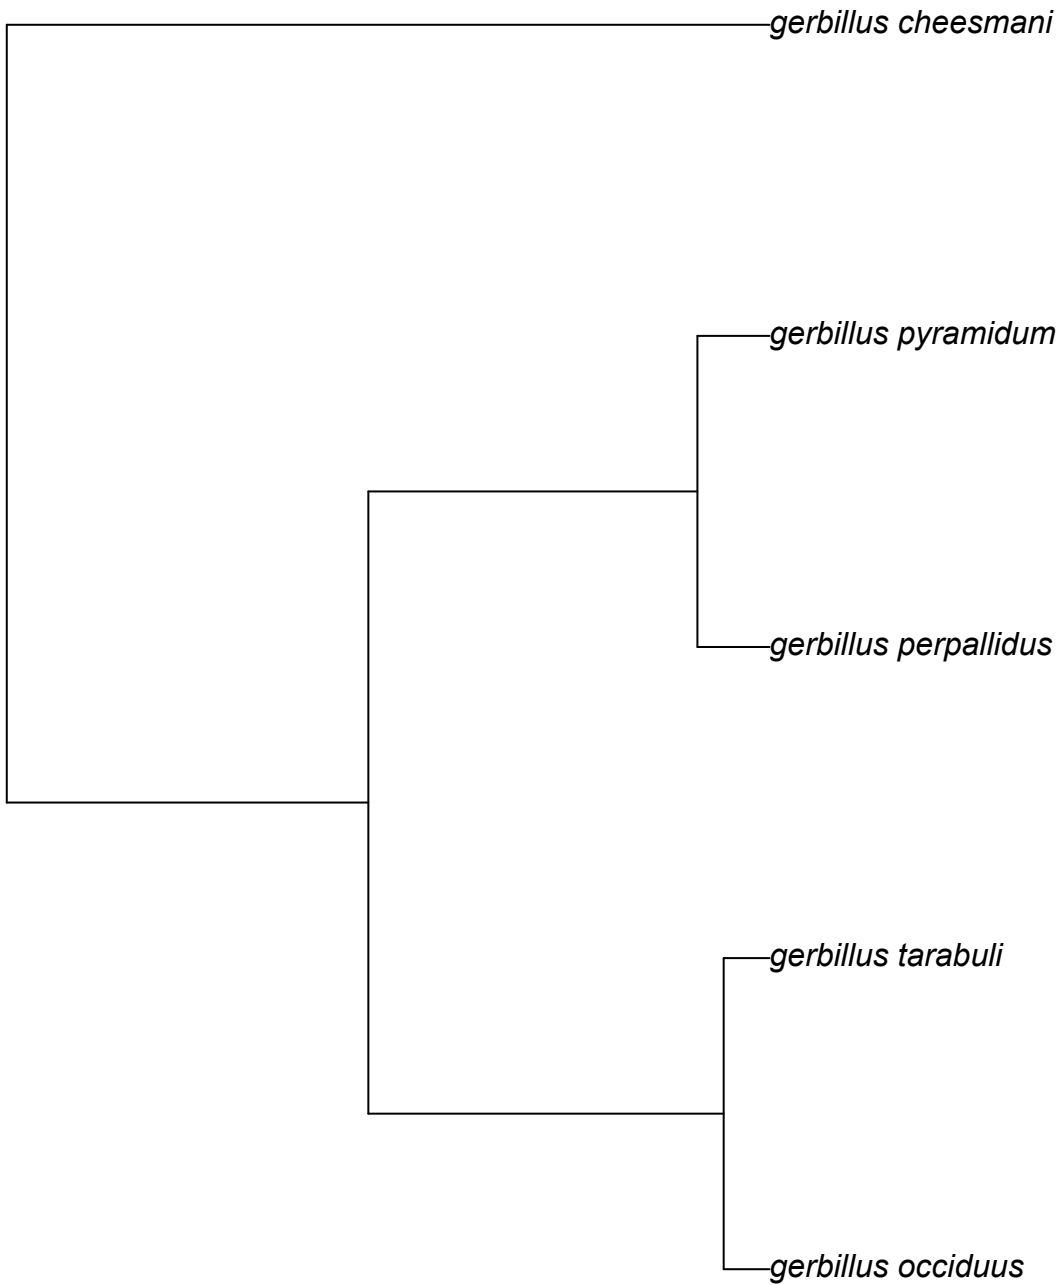 gerbillus cheesmani
gerbillus pyramidum
gerbillus perpallidus
gerbillus tarabuli
gerbillus occiduus